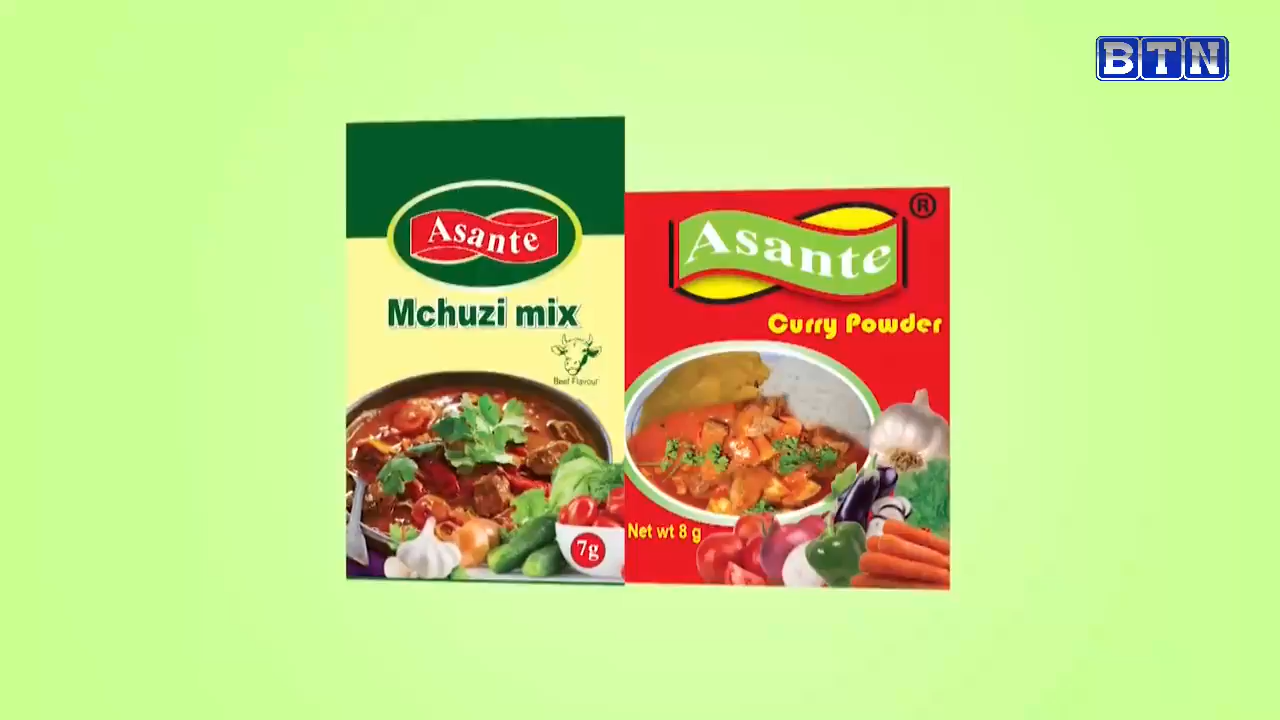 BTN
Asante
Mchuzi mix
Beef Flavour
7g
Asante ®
Curry Powder
Net wt 8 g